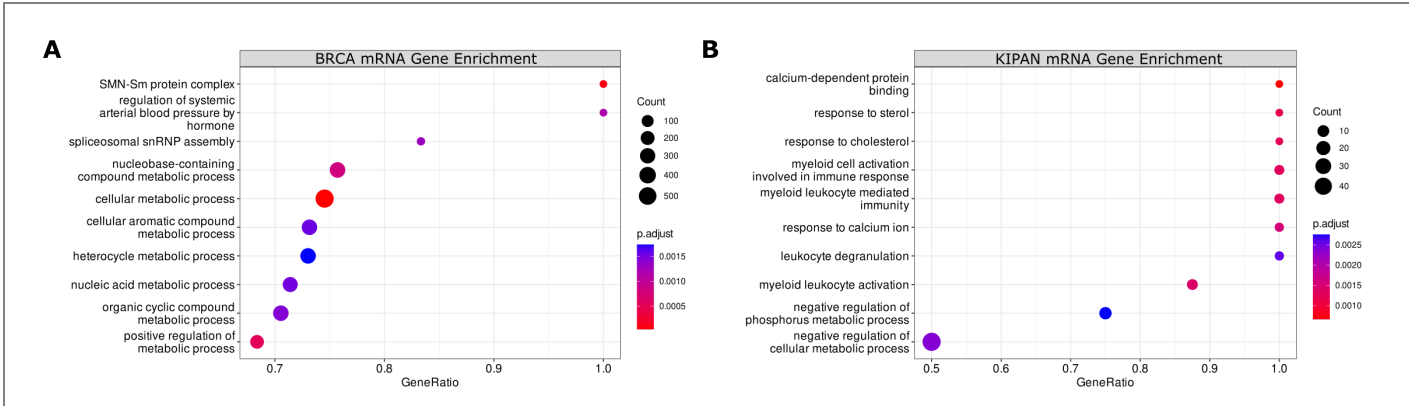 A
BRCA mRNA Gene Enrichment
SMN-Sm protein complex
regulation of systemic
arterial blood pressure by
hormone
spliceosomal snRNP assembly
nucleobase-containing
compound metabolic process
cellular metabolic process
cellular aromatic compound
metabolic process
heterocycle metabolic process
nucleic acid metabolic process
organic cyclic compound
metabolic process
positive regulation of
metabolic process
0.7 0.8 0.9 1.0
GeneRatio
Count
100
200
300
400
500
p.adjust
0.0015
0.0010
0.0005
B
KIPAN mRNA Gene Enrichment
calcium-dependent protein
binding
response to sterol
response to cholesterol
myeloid cell activation
involved in immune response
myeloid leukocyte mediated
immunity
response to calcium ion
leukocyte degranulation
myeloid leukocyte activation
negative regulation of
phosphorus metabolic process
negative regulation of
cellular metabolic process
0.5 0.6 0.7 0.8 0.9 1.0
GeneRatio
Count
10
20
30
40
p.adjust
0.0025
0.0020
0.0015
0.0010